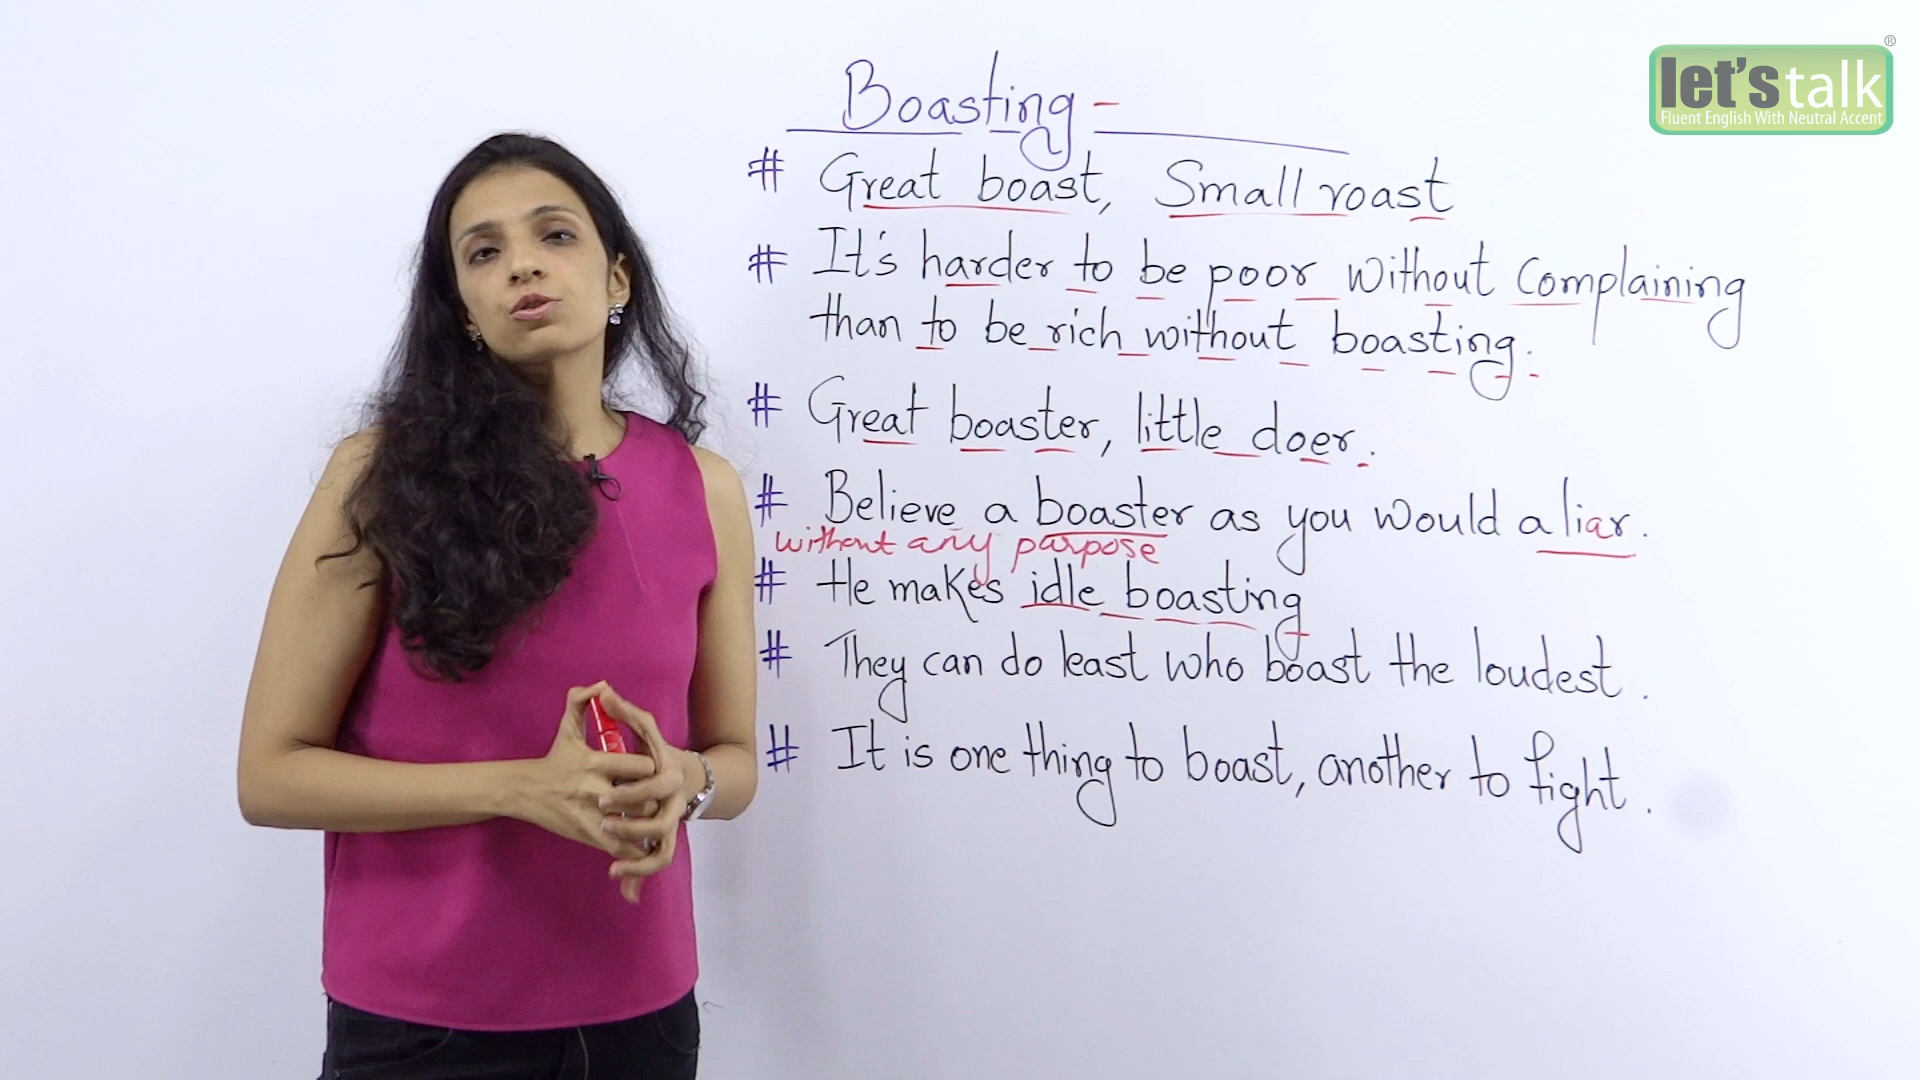 let's talk ®
Fluent English With Neutral Accent
Boasting -
# Great boast, Small roast
# It's harder to be poor without Complaining
than to be rich without boasting.
# Great boaster, little doer.
# Believe a boaster as you would a liar.
without any parpose
# He makes idle boasting
# They can do least who boast the loudest.
# It is one thing to boast, another to fight.